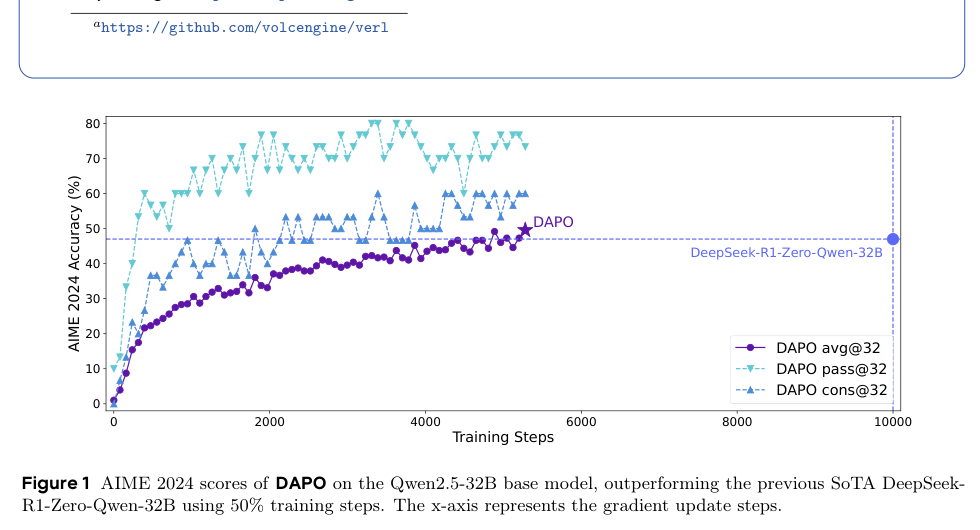 ahttps://github.com/volcengine/verl
80
70
60
50
40
30
20
10
0
AIME 2024 Accuracy (%)
DAPO
DeepSeek-R1-Zero-Qwen-32B
DAPO avg@32
DAPO pass@32
DAPO cons@32
0 2000 4000 6000 8000 10000
Training Steps
Figure 1 AIME 2024 scores of DAPO on the Qwen2.5-32B base model, outperforming the previous SoTA DeepSeek-
R1-Zero-Qwen-32B using 50% training steps. The x-axis represents the gradient update steps.